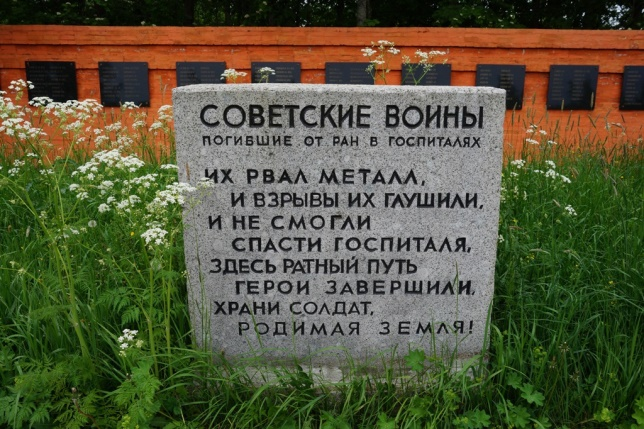 СОВЕТСКИЕ ВОИНЫ
ПОГИБШИЕ ОТ РАН В ГОСПИТАЛЯХ
ИХ РВАЛ МЕТАЛЛ,
И ВЗРЫВЫ ИХ ГЛУШИЛИ,
И НЕ СМОГЛИ
СПАСТИ ГОСПИТАЛЯ,
ЗДЕСЬ РАТНЫЙ ПУТЬ
ГЕРОИ ЗАВЕРШИЛИ,
ХРАНИ СОЛДАТ,
РОДИМАЯ ЗЕМЛЯ!